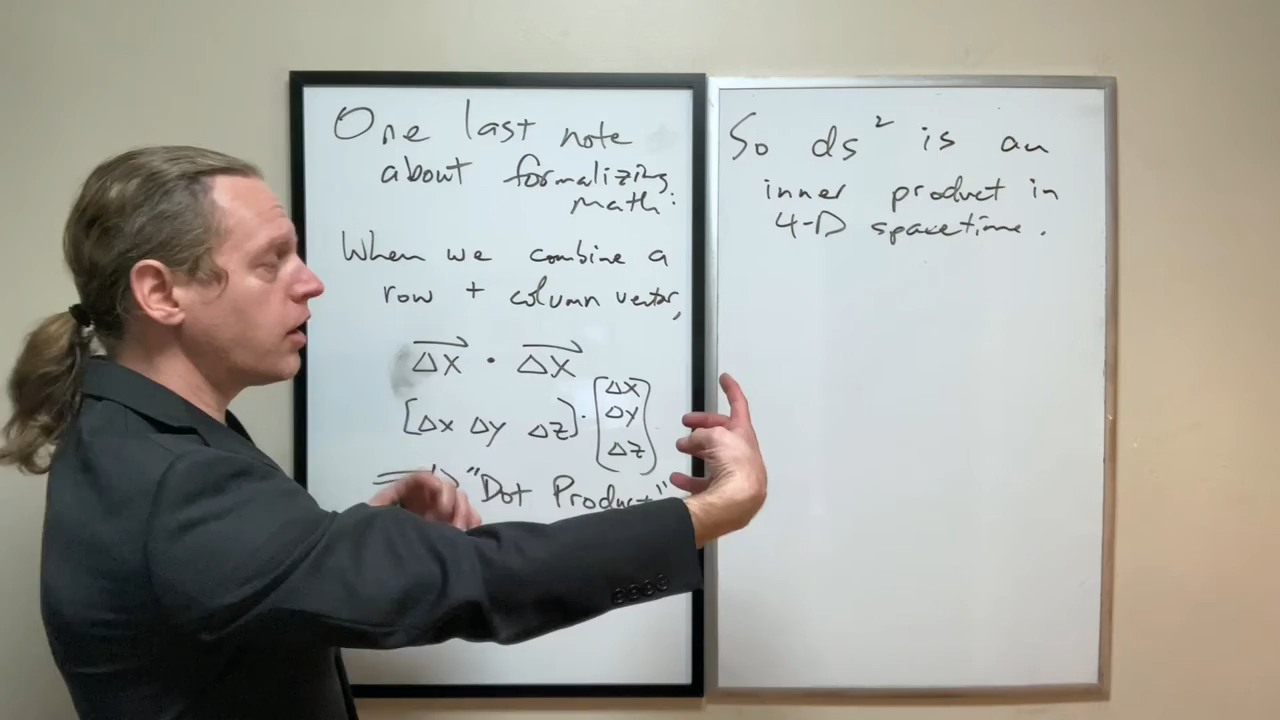 One last note
about formalizing
math:
When we combine a
row + column vector,
Δx · Δx
[Δx Δy Δz] · [Δx
Δy
Δz]
"Dot Product"
So ds² is an
inner product in
4-D spacetime.